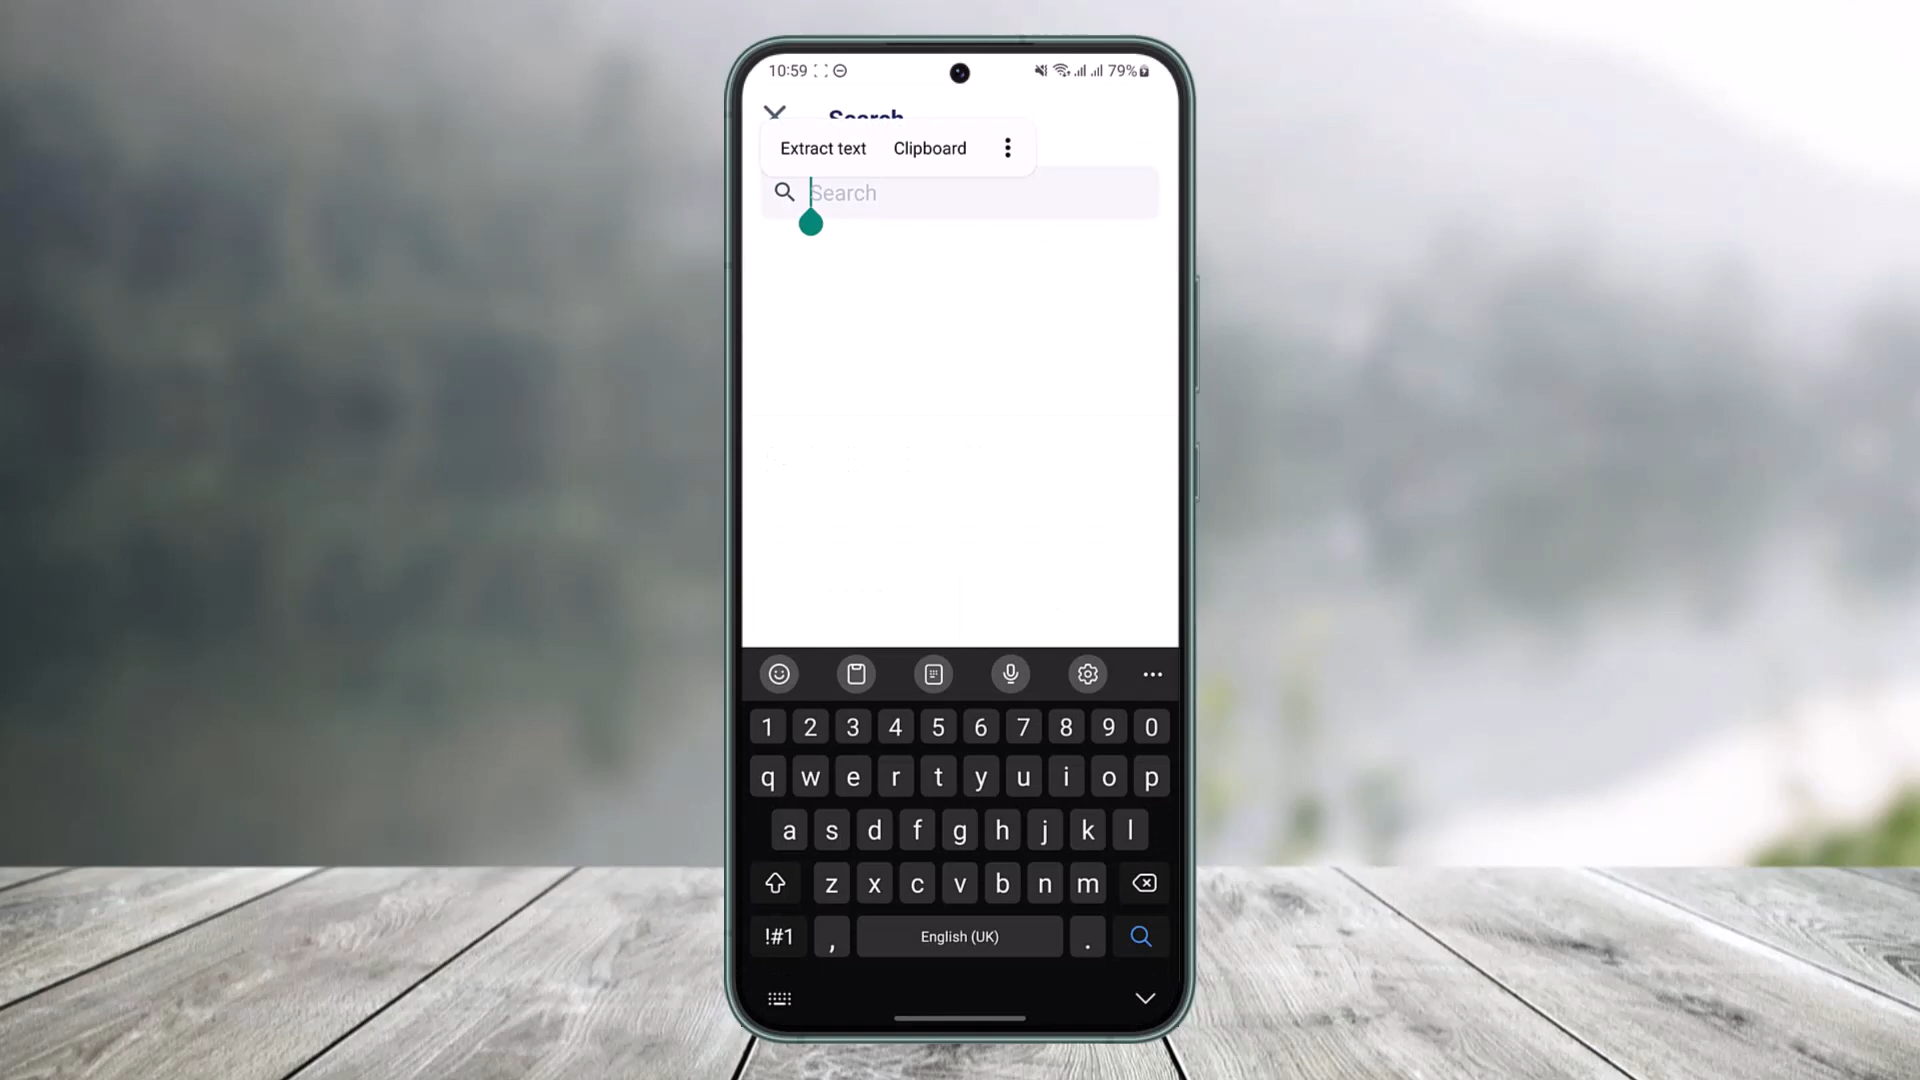 10:59
79%
Search
Extract text Clipboard
Search
1 2 3 4 5 6 7 8 9 0
q w e r t y u i o p
a s d f g h j k l
z x c v b n m
!#1 , English (UK) .